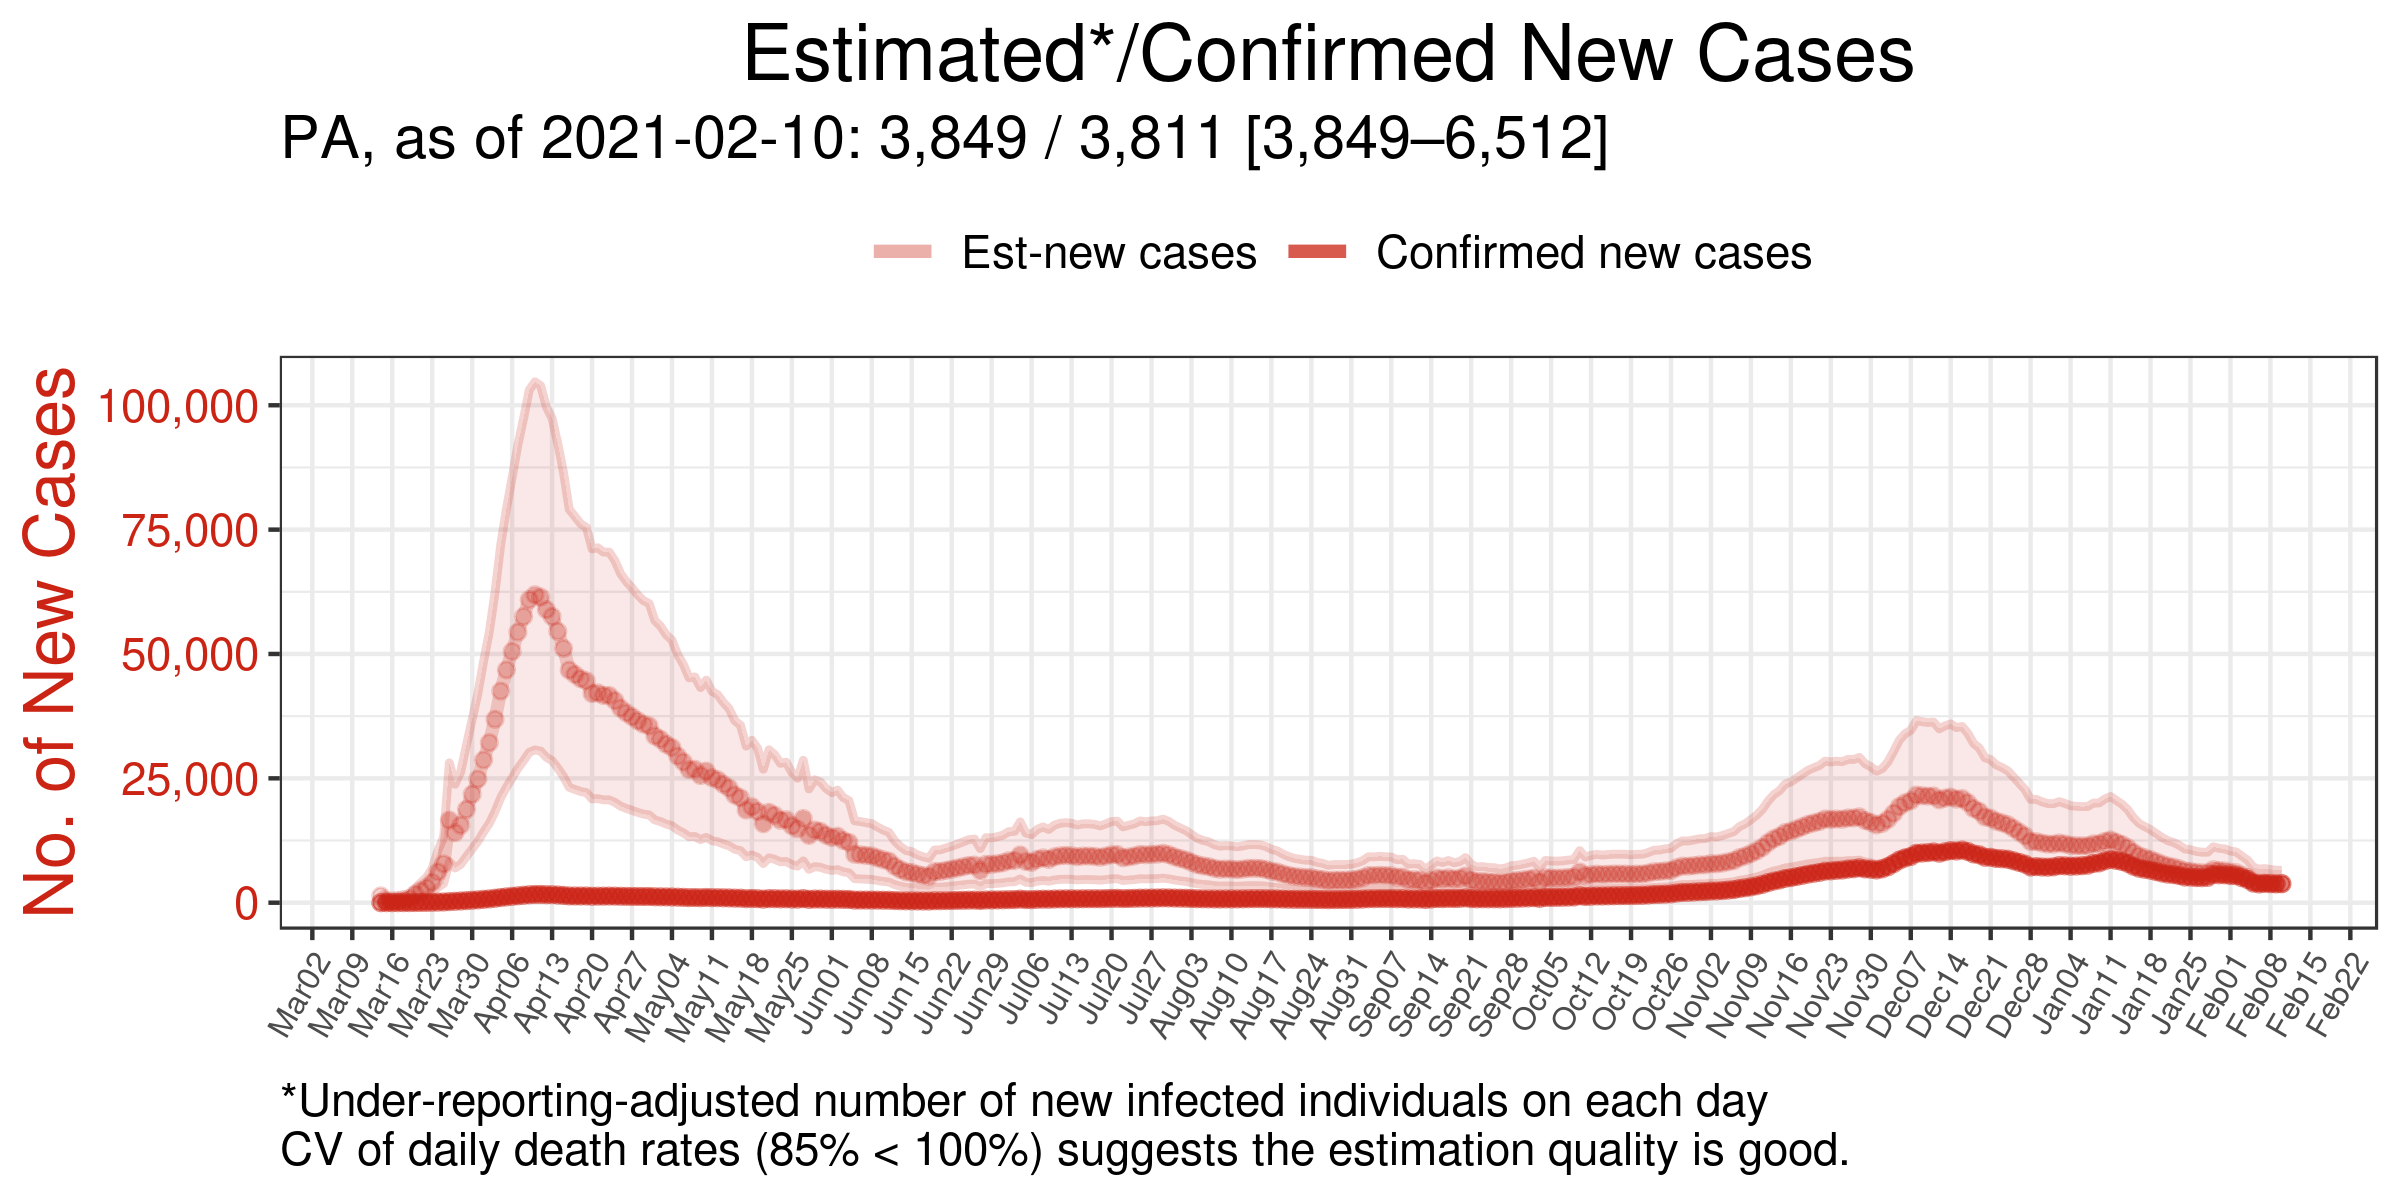 Estimated*/Confirmed New Cases
PA, as of 2021-02-10: 3,849 / 3,811 [3,849–6,512]
Est-new cases
Confirmed new cases
No. of New Cases
100,000
75,000
50,000
25,000
0
Mar02
Mar09
Mar16
Mar23
Mar30
Apr06
Apr13
Apr20
Apr27
May04
May11
May18
May25
Jun01
Jun08
Jun15
Jun22
Jun29
Jul06
Jul13
Jul20
Jul27
Aug03
Aug10
Aug17
Aug24
Aug31
Sep07
Sep14
Sep21
Sep28
Oct05
Oct12
Oct19
Oct26
Nov02
Nov09
Nov16
Nov23
Nov30
Dec07
Dec14
Dec21
Dec28
Jan04
Jan11
Jan18
Jan25
Feb01
Feb08
Feb15
Feb22
*Under-reporting-adjusted number of new infected individuals on each day
CV of daily death rates (85% < 100%) suggests the estimation quality is good.